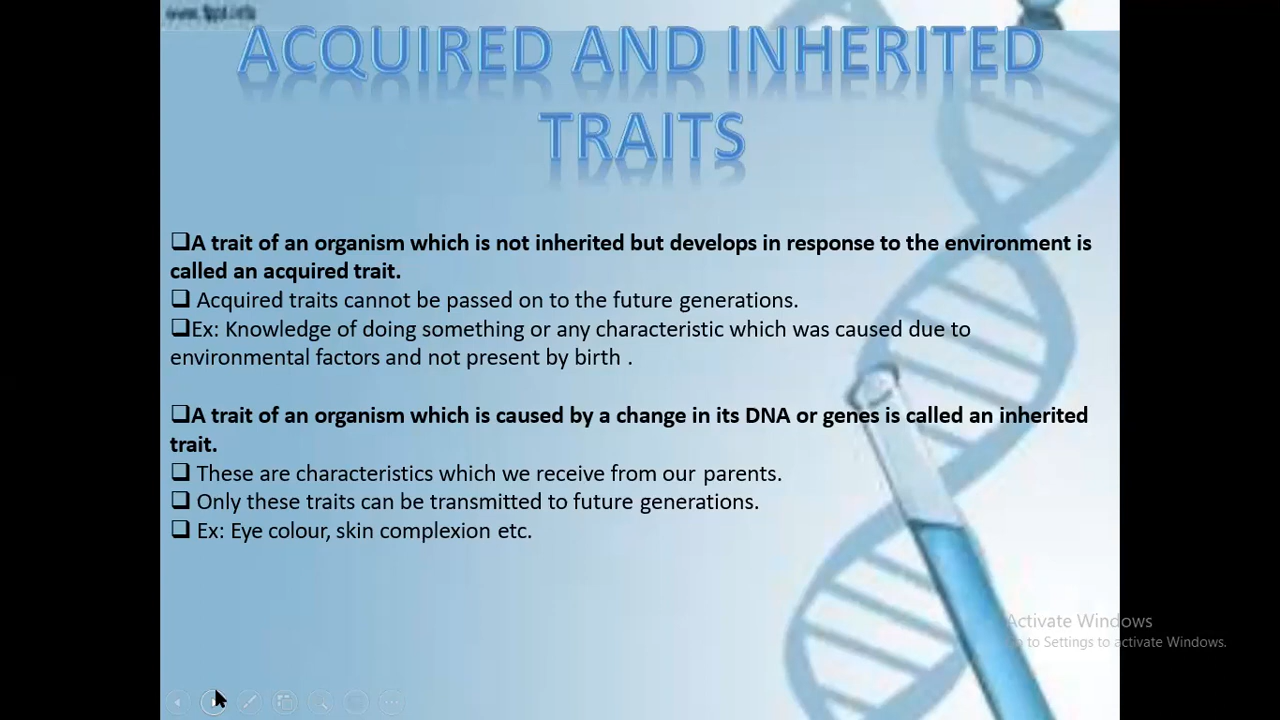 ACQUIRED AND INHERITED
TRAITS
❑A trait of an organism which is not inherited but develops in response to the environment is
called an acquired trait.
❑ Acquired traits cannot be passed on to the future generations.
❑Ex: Knowledge of doing something or any characteristic which was caused due to
environmental factors and not present by birth .
❑A trait of an organism which is caused by a change in its DNA or genes is called an inherited
trait.
❑ These are characteristics which we receive from our parents.
❑ Only these traits can be transmitted to future generations.
❑ Ex: Eye colour, skin complexion etc.
Activate Windows
to Settings to activate Windows.